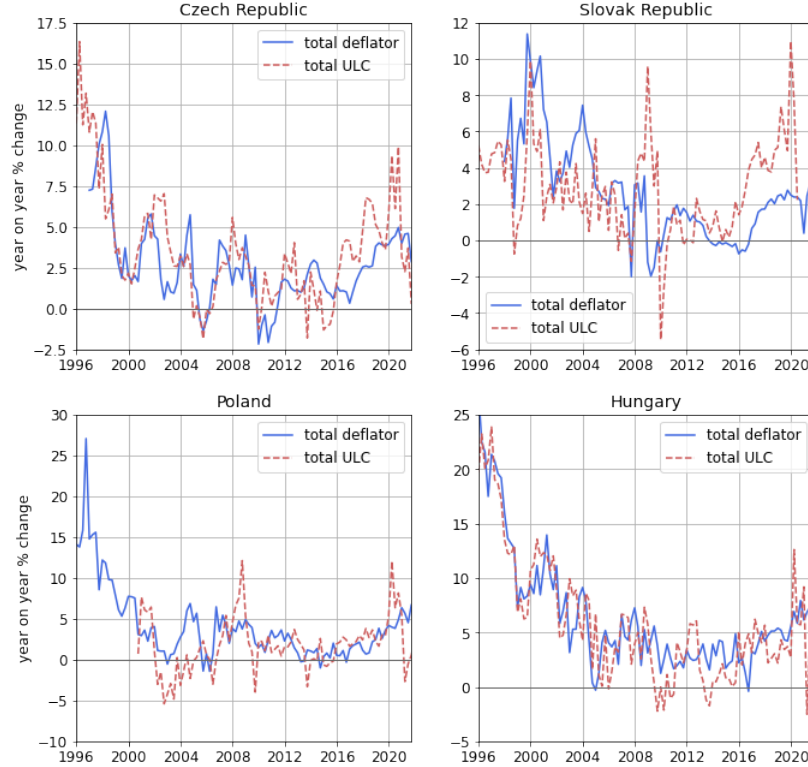 Czech Republic
year on year % change
17.5
15.0
12.5
10.0
7.5
5.0
2.5
0.0
−2.5
total deflator
total ULC
1996 2000 2004 2008 2012 2016 2020
Slovak Republic
12
10
8
6
4
2
0
−2
−4
−6
total deflator
total ULC
1996 2000 2004 2008 2012 2016 2020
Poland
year on year % change
30
25
20
15
10
5
0
−5
−10
total deflator
total ULC
1996 2000 2004 2008 2012 2016 2020
Hungary
25
20
15
10
5
0
−5
total deflator
total ULC
1996 2000 2004 2008 2012 2016 2020